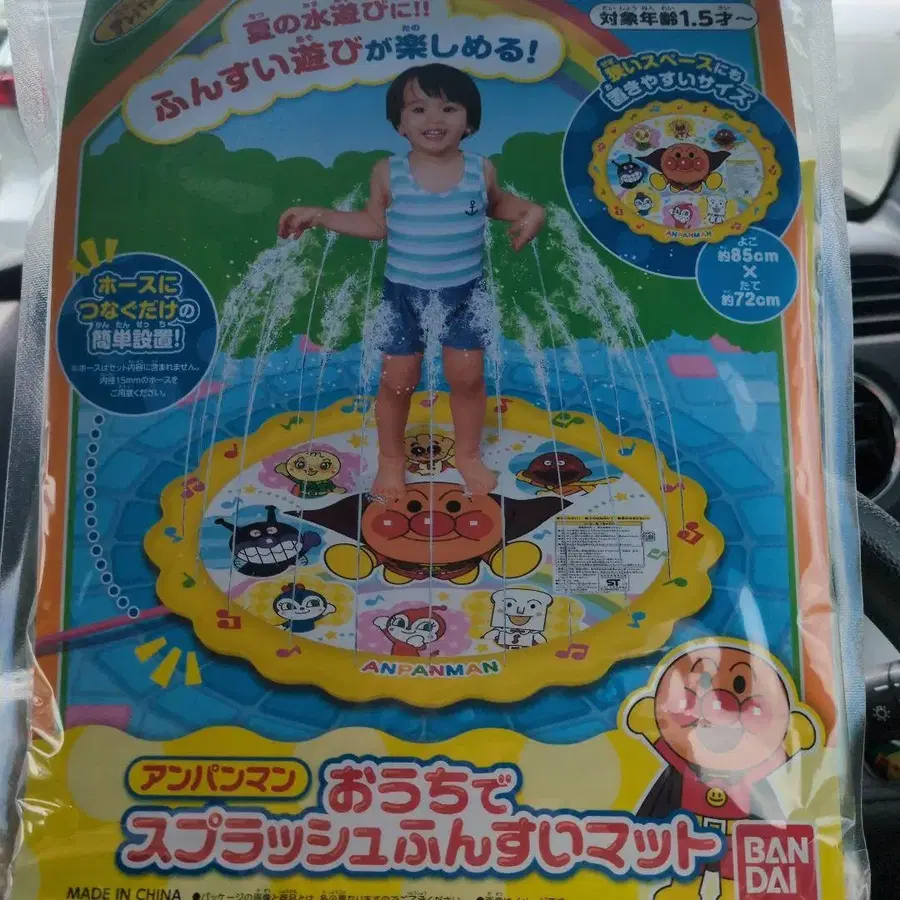 夏の水遊びに!!
ふんすい遊びが楽しめる!
対象年齢1.5才~
狭いスペースにも
置きやすいサイズ
ANPANMAN
よこ
約85cm
×
たて
約72cm
ホースに
つなぐだけの
簡単設置!
※ホースはセット内容に含まれません。
内径15mmのホースを
ご用意ください。
ST
ANPANMAN
アンパンマン
おうちで
スプラッシュふんすいマット
BAN
DAI
MADE IN CHINA